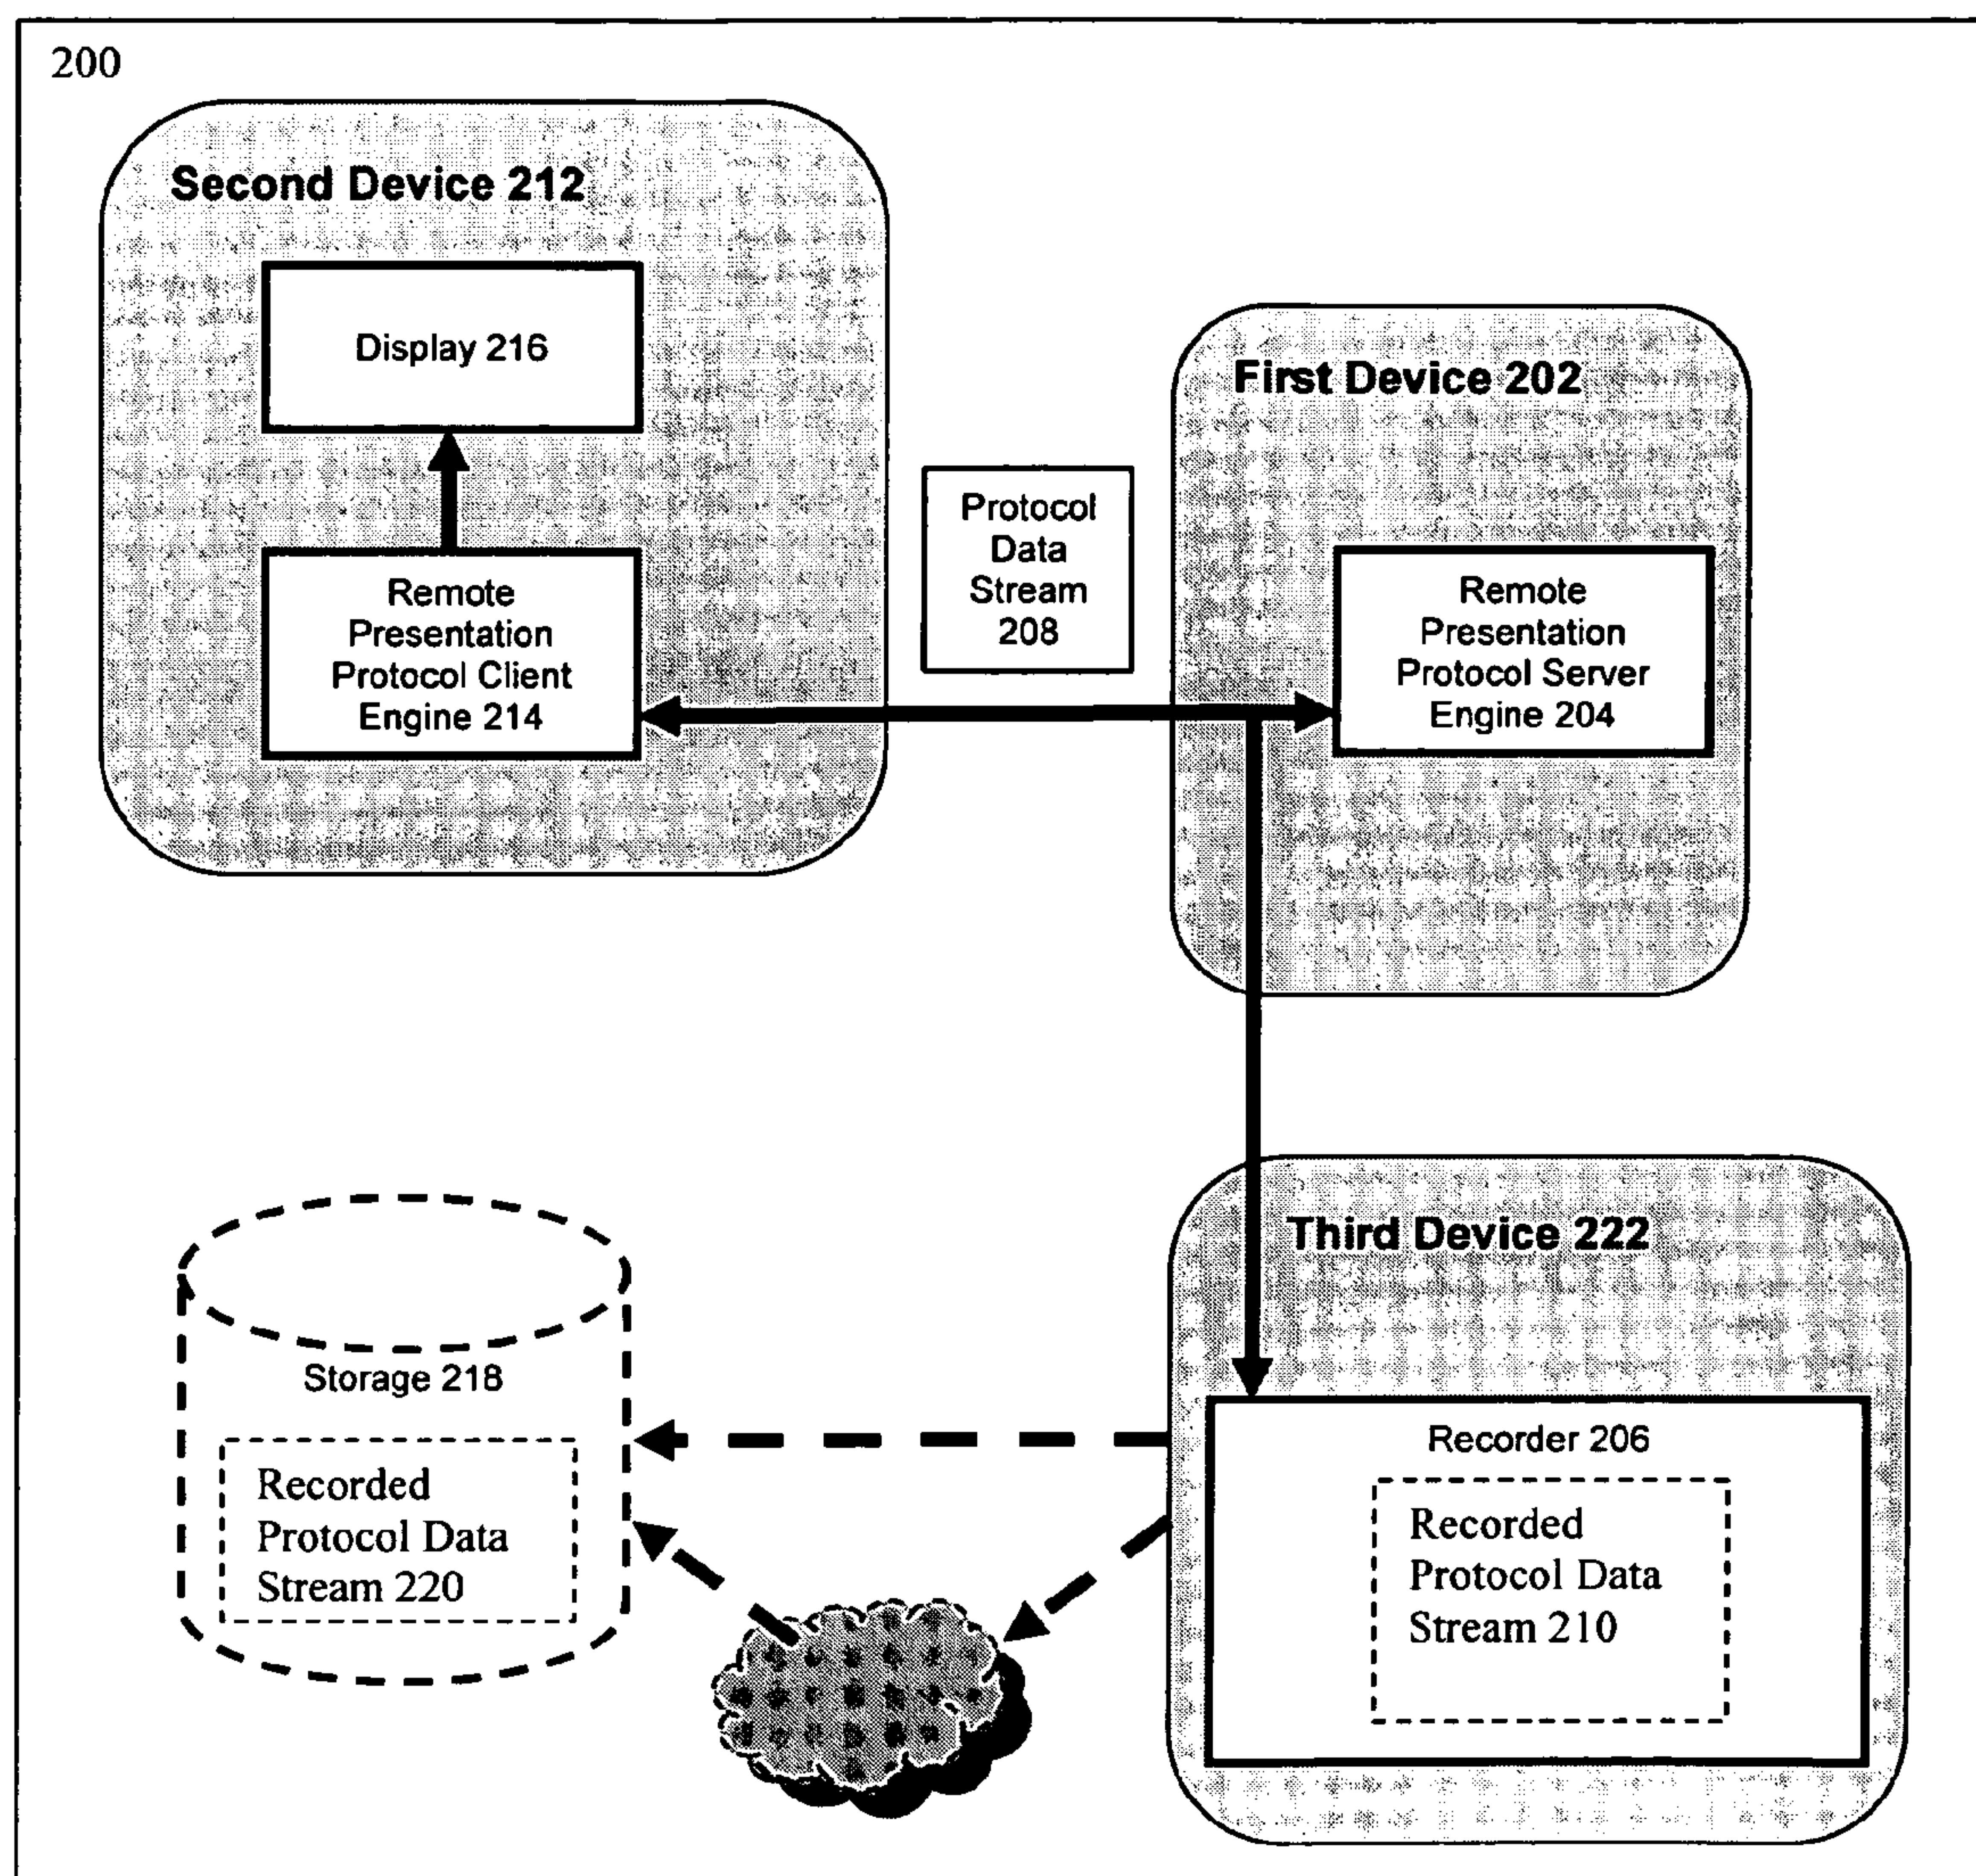 200
Second Device 212
Display 216
Remote
Presentation
Protocol Client
Engine 214
Protocol
Data
Stream
208
First Device 202
Remote
Presentation
Protocol Server
Engine 204
Third Device 222
Recorder 206
Recorded
Protocol Data
Stream 210
Storage 218
Recorded
Protocol Data
Stream 220